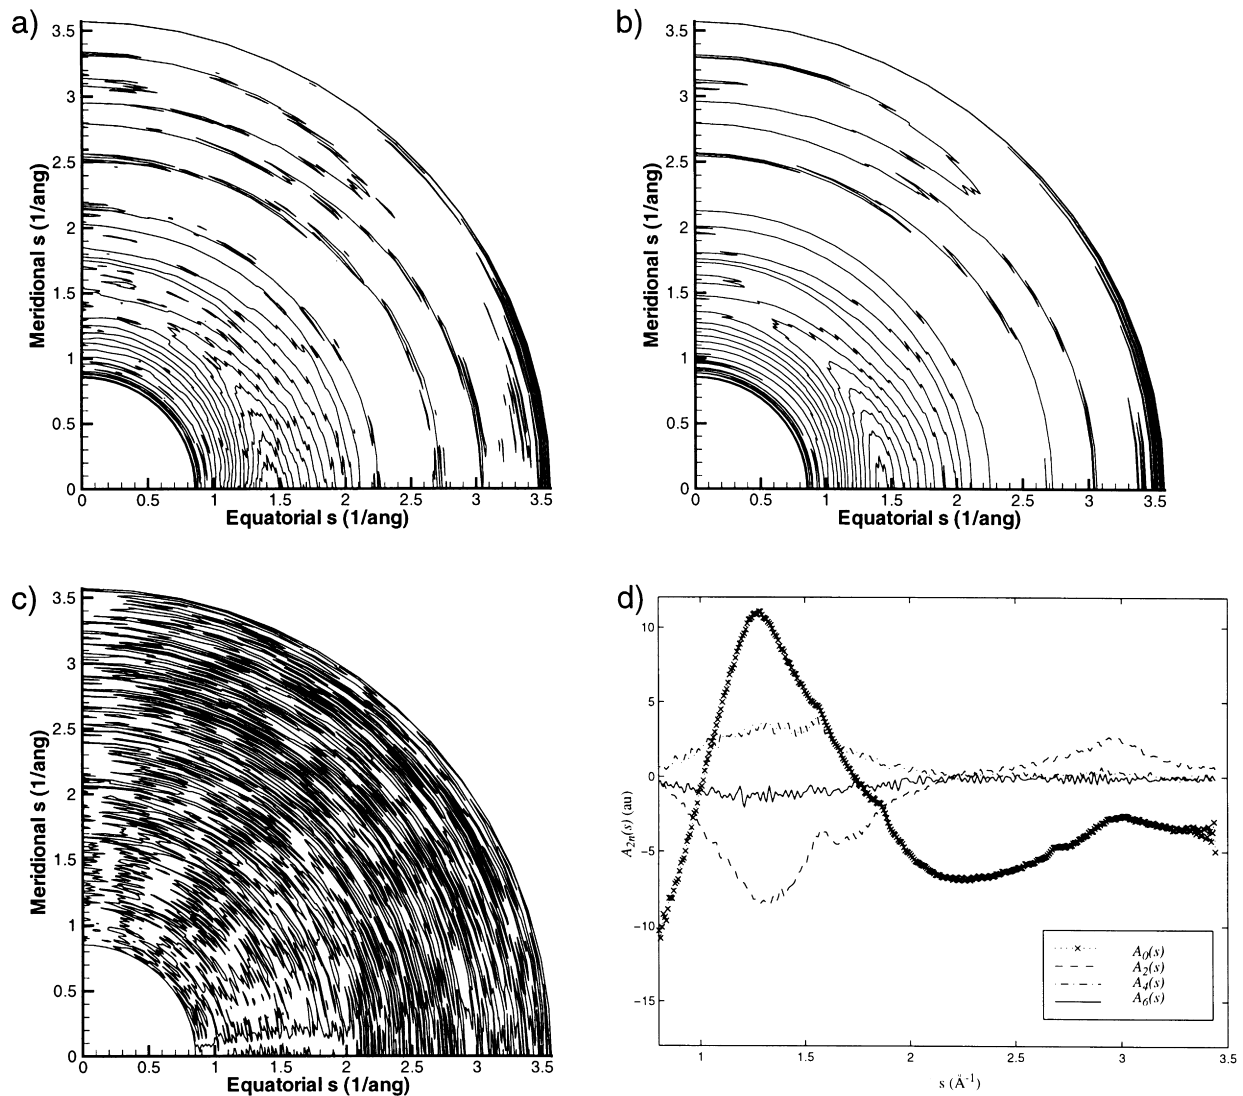 a)
3.5
3
2.5
2
1.5
1
0.5
0
Meridional s (1/ang)
0 0.5 1 1.5 2 2.5 3 3.5
Equatorial s (1/ang)
b)
3.5
3
2.5
2
1.5
1
0.5
0
Meridional s (1/ang)
0 0.5 1 1.5 2 2.5 3 3.5
Equatorial s (1/ang)
c)
3.5
3
2.5
2
1.5
1
0.5
0
Meridional s (1/ang)
0 0.5 1 1.5 2 2.5 3 3.5
Equatorial s (1/ang)
d)
10
5
0
−5
−10
−15
A2n(s) (au)
A0(s)
A2(s)
A4(s)
A6(s)
1 1.5 2 2.5 3 3.5
s (Å-1)